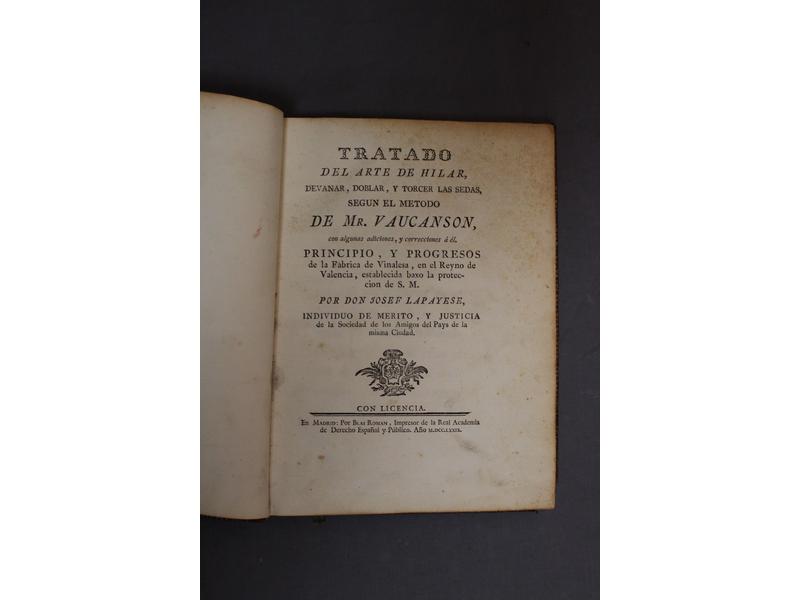 TRATADO
DEL ARTE DE HILAR,
DEVANAR, DOBLAR, Y TORCER LAS SEDAS,
SEGUN EL METODO
DE MR. VAUCANSON,
con algunas adiciones, y correcciones á él.
PRINCIPIO, Y PROGRESOS
de la Fábrica de Vinalesa, en el Reyno de
Valencia, establecida baxo la protec-
cion de S. M.
POR DON JOSEF LAPAYESE,
INDIVIDUO DE MERITO, Y JUSTICIA
de la Sociedad de los Amigos del Pays de la
misma Ciudad.
CON LICENCIA.
En MADRID: Por BLAS ROMAN, Impresor de la Real Academia
de Derecho Español y Público. Año M.DCC.LXXIX.